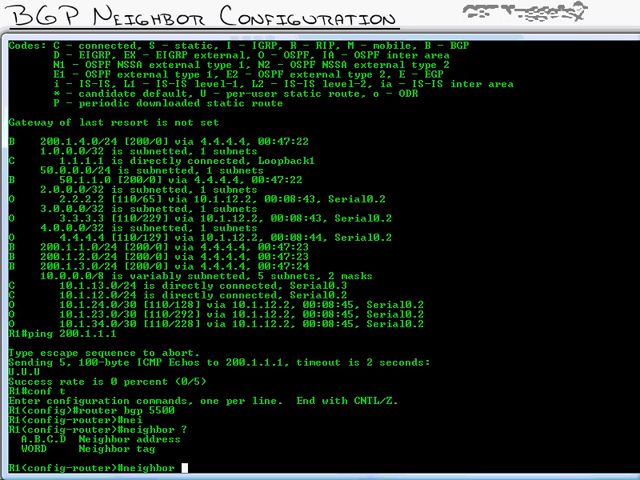 BGP NEIGHBOR CONFIGURATION
Codes: C - connected, S - static, I - IGRP, R - RIP, M - mobile, B - BGP
D - EIGRP, EX - EIGRP external, O - OSPF, IA - OSPF inter area
N1 - OSPF NSSA external type 1, N2 - OSPF NSSA external type 2
E1 - OSPF external type 1, E2 - OSPF external type 2, E - EGP
i - IS-IS, L1 - IS-IS level-1, L2 - IS-IS level-2, ia - IS-IS inter area
* - candidate default, U - per-user static route, o - ODR
P - periodic downloaded static route
Gateway of last resort is not set
B 200.1.4.0/24 [200/0] via 4.4.4.4, 00:47:22
1.0.0.0/32 is subnetted, 1 subnets
C 1.1.1.1 is directly connected, Loopback1
50.0.0.0/24 is subnetted, 1 subnets
B 50.1.1.0 [200/0] via 4.4.4.4, 00:47:22
2.0.0.0/32 is subnetted, 1 subnets
O 2.2.2.2 [110/65] via 10.1.12.2, 00:08:43, Serial0.2
3.0.0.0/32 is subnetted, 1 subnets
O 3.3.3.3 [110/229] via 10.1.12.2, 00:08:43, Serial0.2
4.0.0.0/32 is subnetted, 1 subnets
O 4.4.4.4 [110/129] via 10.1.12.2, 00:08:44, Serial0.2
B 200.1.1.0/24 [200/0] via 4.4.4.4, 00:47:23
B 200.1.2.0/24 [200/0] via 4.4.4.4, 00:47:23
B 200.1.3.0/24 [200/0] via 4.4.4.4, 00:47:24
10.0.0.0/8 is variably subnetted, 5 subnets, 2 masks
C 10.1.13.0/24 is directly connected, Serial0.3
C 10.1.12.0/24 is directly connected, Serial0.2
O 10.1.24.0/30 [110/128] via 10.1.12.2, 00:08:45, Serial0.2
O 10.1.23.0/30 [110/292] via 10.1.12.2, 00:08:45, Serial0.2
O 10.1.34.0/30 [110/228] via 10.1.12.2, 00:08:45, Serial0.2
R1#ping 200.1.1.1
Type escape sequence to abort.
Sending 5, 100-byte ICMP Echos to 200.1.1.1, timeout is 2 seconds:
U.U.U
Success rate is 0 percent (0/5)
R1#conf t
Enter configuration commands, one per line. End with CNTL/Z.
R1(config)#router bgp 5500
R1(config-router)#nei
R1(config-router)#neighbor ?
A.B.C.D Neighbor address
WORD Neighbor tag
R1(config-router)#neighbor